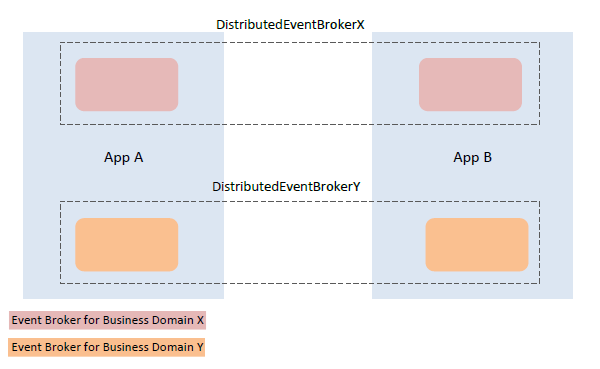 DistributedEventBrokerX
App A
App B
DistributedEventBrokerY
Event Broker for Business Domain X
Event Broker for Business Domain Y